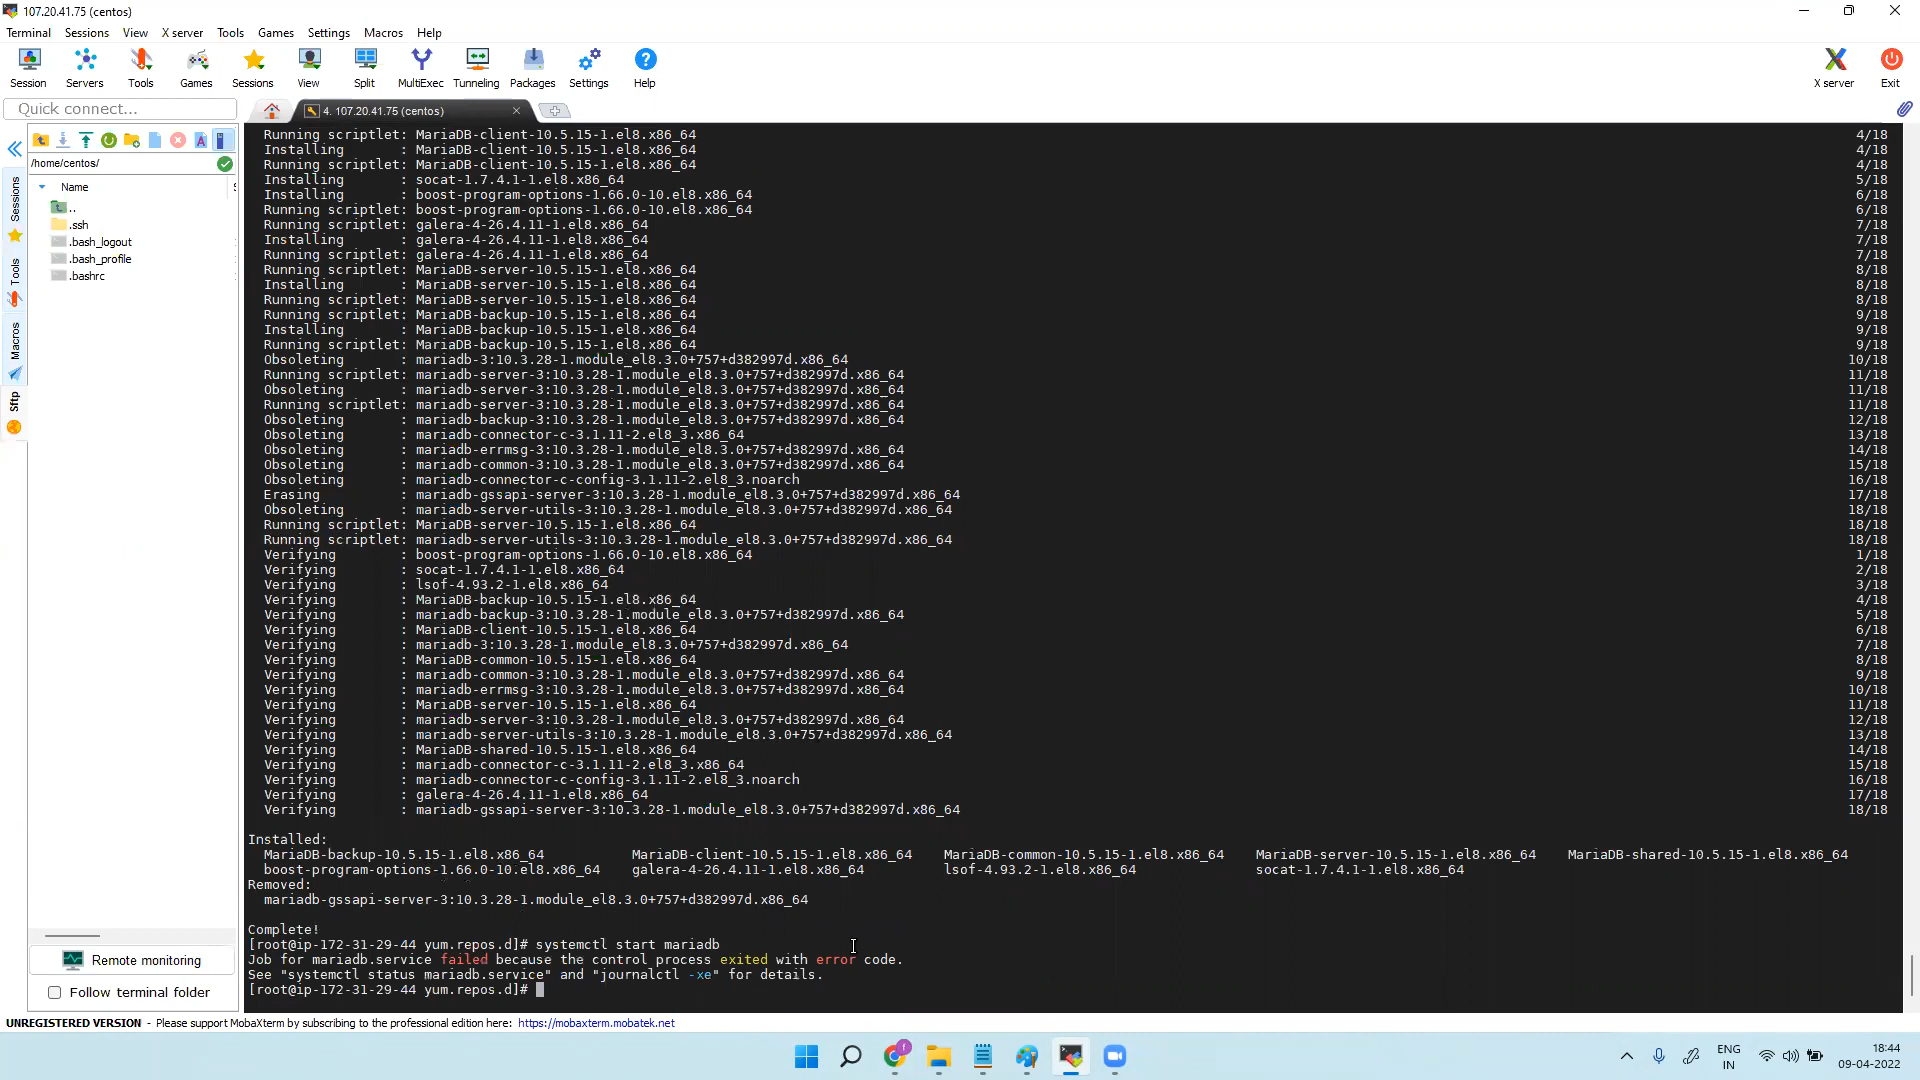 107.20.41.75 (centos)
Terminal Sessions View X server Tools Games Settings Macros Help
Session Servers Tools Games Sessions View Split MultiExec Tunneling Packages Settings Help X server Exit
Quick connect...
4. 107.20.41.75 (centos)
/home/centos/
Name
..
.ssh
.bash_logout
.bash_profile
.bashrc
Sessions
Tools
Macros
Sftp
Running scriptlet: MariaDB-client-10.5.15-1.el8.x86_64 4/18
Installing : MariaDB-client-10.5.15-1.el8.x86_64 4/18
Running scriptlet: MariaDB-client-10.5.15-1.el8.x86_64 4/18
Installing : socat-1.7.4.1-1.el8.x86_64 5/18
Installing : boost-program-options-1.66.0-10.el8.x86_64 6/18
Running scriptlet: boost-program-options-1.66.0-10.el8.x86_64 6/18
Running scriptlet: galera-4-26.4.11-1.el8.x86_64 7/18
Installing : galera-4-26.4.11-1.el8.x86_64 7/18
Running scriptlet: galera-4-26.4.11-1.el8.x86_64 7/18
Running scriptlet: MariaDB-server-10.5.15-1.el8.x86_64 8/18
Installing : MariaDB-server-10.5.15-1.el8.x86_64 8/18
Running scriptlet: MariaDB-server-10.5.15-1.el8.x86_64 8/18
Running scriptlet: MariaDB-backup-10.5.15-1.el8.x86_64 9/18
Installing : MariaDB-backup-10.5.15-1.el8.x86_64 9/18
Running scriptlet: MariaDB-backup-10.5.15-1.el8.x86_64 9/18
Obsoleting : mariadb-3:10.3.28-1.module_el8.3.0+757+d382997d.x86_64 10/18
Running scriptlet: mariadb-server-3:10.3.28-1.module_el8.3.0+757+d382997d.x86_64 11/18
Obsoleting : mariadb-server-3:10.3.28-1.module_el8.3.0+757+d382997d.x86_64 11/18
Running scriptlet: mariadb-server-3:10.3.28-1.module_el8.3.0+757+d382997d.x86_64 11/18
Obsoleting : mariadb-backup-3:10.3.28-1.module_el8.3.0+757+d382997d.x86_64 12/18
Obsoleting : mariadb-connector-c-3.1.11-2.el8_3.x86_64 13/18
Obsoleting : mariadb-errmsg-3:10.3.28-1.module_el8.3.0+757+d382997d.x86_64 14/18
Obsoleting : mariadb-common-3:10.3.28-1.module_el8.3.0+757+d382997d.x86_64 15/18
Obsoleting : mariadb-connector-c-config-3.1.11-2.el8_3.noarch 16/18
Erasing : mariadb-gssapi-server-3:10.3.28-1.module_el8.3.0+757+d382997d.x86_64 17/18
Obsoleting : mariadb-server-utils-3:10.3.28-1.module_el8.3.0+757+d382997d.x86_64 18/18
Running scriptlet: MariaDB-server-10.5.15-1.el8.x86_64 18/18
Running scriptlet: mariadb-server-utils-3:10.3.28-1.module_el8.3.0+757+d382997d.x86_64 18/18
Verifying : boost-program-options-1.66.0-10.el8.x86_64 1/18
Verifying : socat-1.7.4.1-1.el8.x86_64 2/18
Verifying : lsof-4.93.2-1.el8.x86_64 3/18
Verifying : MariaDB-backup-10.5.15-1.el8.x86_64 4/18
Verifying : mariadb-backup-3:10.3.28-1.module_el8.3.0+757+d382997d.x86_64 5/18
Verifying : MariaDB-client-10.5.15-1.el8.x86_64 6/18
Verifying : mariadb-3:10.3.28-1.module_el8.3.0+757+d382997d.x86_64 7/18
Verifying : MariaDB-common-10.5.15-1.el8.x86_64 8/18
Verifying : mariadb-common-3:10.3.28-1.module_el8.3.0+757+d382997d.x86_64 9/18
Verifying : mariadb-errmsg-3:10.3.28-1.module_el8.3.0+757+d382997d.x86_64 10/18
Verifying : MariaDB-server-10.5.15-1.el8.x86_64 11/18
Verifying : mariadb-server-3:10.3.28-1.module_el8.3.0+757+d382997d.x86_64 12/18
Verifying : mariadb-server-utils-3:10.3.28-1.module_el8.3.0+757+d382997d.x86_64 13/18
Verifying : MariaDB-shared-10.5.15-1.el8.x86_64 14/18
Verifying : mariadb-connector-c-3.1.11-2.el8_3.x86_64 15/18
Verifying : mariadb-connector-c-config-3.1.11-2.el8_3.noarch 16/18
Verifying : galera-4-26.4.11-1.el8.x86_64 17/18
Verifying : mariadb-gssapi-server-3:10.3.28-1.module_el8.3.0+757+d382997d.x86_64 18/18
Installed:
MariaDB-backup-10.5.15-1.el8.x86_64 MariaDB-client-10.5.15-1.el8.x86_64 MariaDB-common-10.5.15-1.el8.x86_64 MariaDB-server-10.5.15-1.el8.x86_64 MariaDB-shared-10.5.15-1.el8.x86_64
boost-program-options-1.66.0-10.el8.x86_64 galera-4-26.4.11-1.el8.x86_64 lsof-4.93.2-1.el8.x86_64 socat-1.7.4.1-1.el8.x86_64
Removed:
mariadb-gssapi-server-3:10.3.28-1.module_el8.3.0+757+d382997d.x86_64
Complete!
[root@ip-172-31-29-44 yum.repos.d]# systemctl start mariadb
Job for mariadb.service failed because the control process exited with error code.
See "systemctl status mariadb.service" and "journalctl -xe" for details.
[root@ip-172-31-29-44 yum.repos.d]#
Remote monitoring
Follow terminal folder
UNREGISTERED VERSION - Please support MobaXterm by subscribing to the professional edition here: https://mobaxterm.mobatek.net
ENG
IN
18:44
09-04-2022